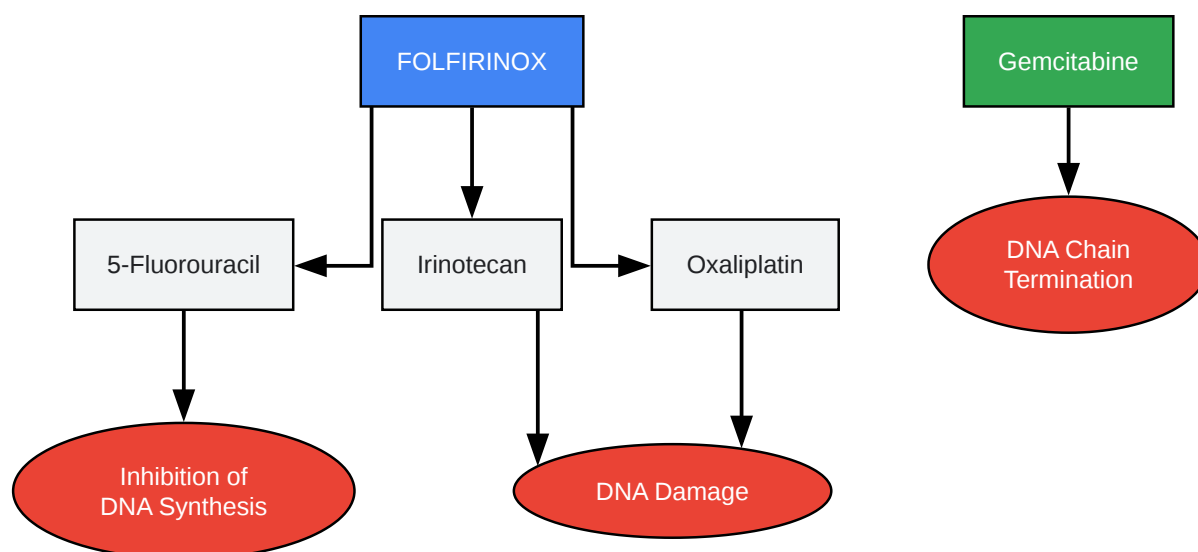 FOLFIRINOX
Gemcitabine
5-Fluorouracil
Irinotecan
Oxaliplatin
DNA Chain
Termination
Inhibition of
DNA Synthesis
DNA Damage